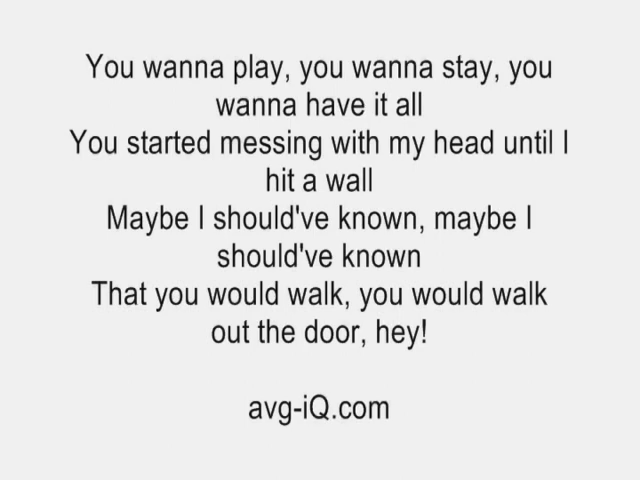 You wanna play, you wanna stay, you
wanna have it all
You started messing with my head until I
hit a wall
Maybe I should've known, maybe I
should've known
That you would walk, you would walk
out the door, hey!
avg-iQ.com